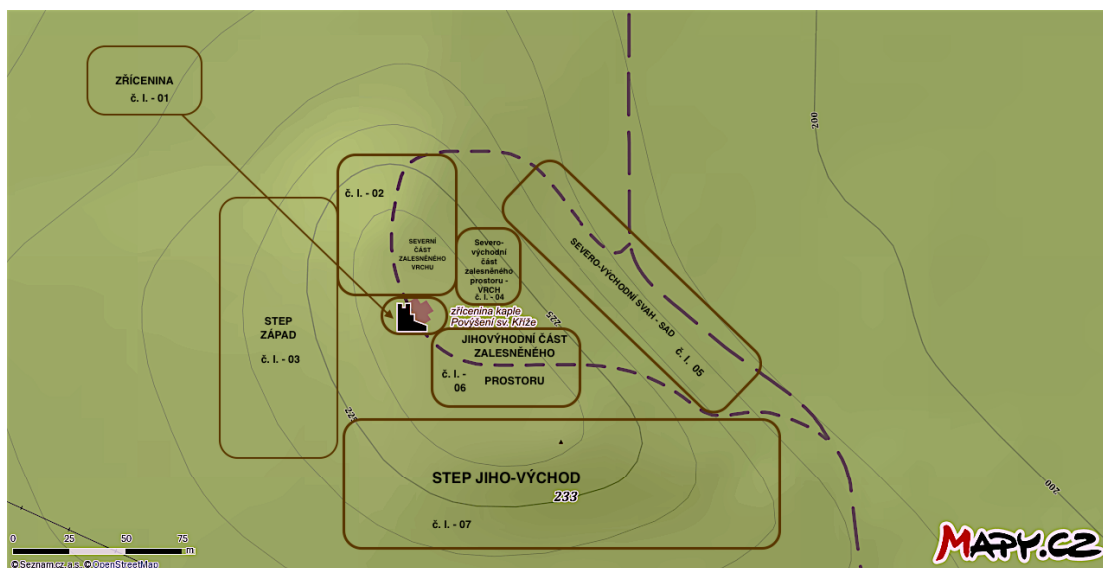 ZŘÍCENINA
č. l. - 01
200
č. l. - 02
SEVERNÍ
ČÁST
ZALESNĚNÉHO
VRCHU
Severo-
východní
část
zalesněného
prostoru -
VRCH
č. l. - 04
SEVERO-VÝCHODNÍ SVAH - SAD
č. l. 05
zřícenina kaple
Povýšení sv. Kříže
225
STEP
ZÁPAD
č. l. - 03
JIHOVÝHODNÍ ČÁST
ZALESNĚNÉHO
č. l. -
06
PROSTORU
225
STEP JIHO-VÝCHOD
233
č. l. - 07
200
0 25 50 75
m
© Seznam.cz, a.s., © OpenStreetMap
MAPY.CZ